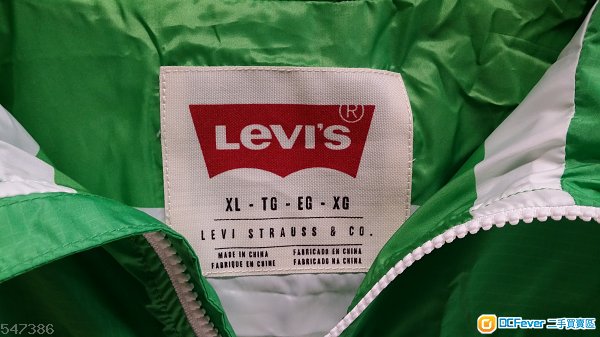 LEVI'S ®
XL - TG - EG - XG
LEVI STRAUSS & CO.
MADE IN CHINA FABRICADO EN CHINA
FABRIQUE EN CHINE FABRICADO NA CHINA
547386
DCFever 二手買賣區